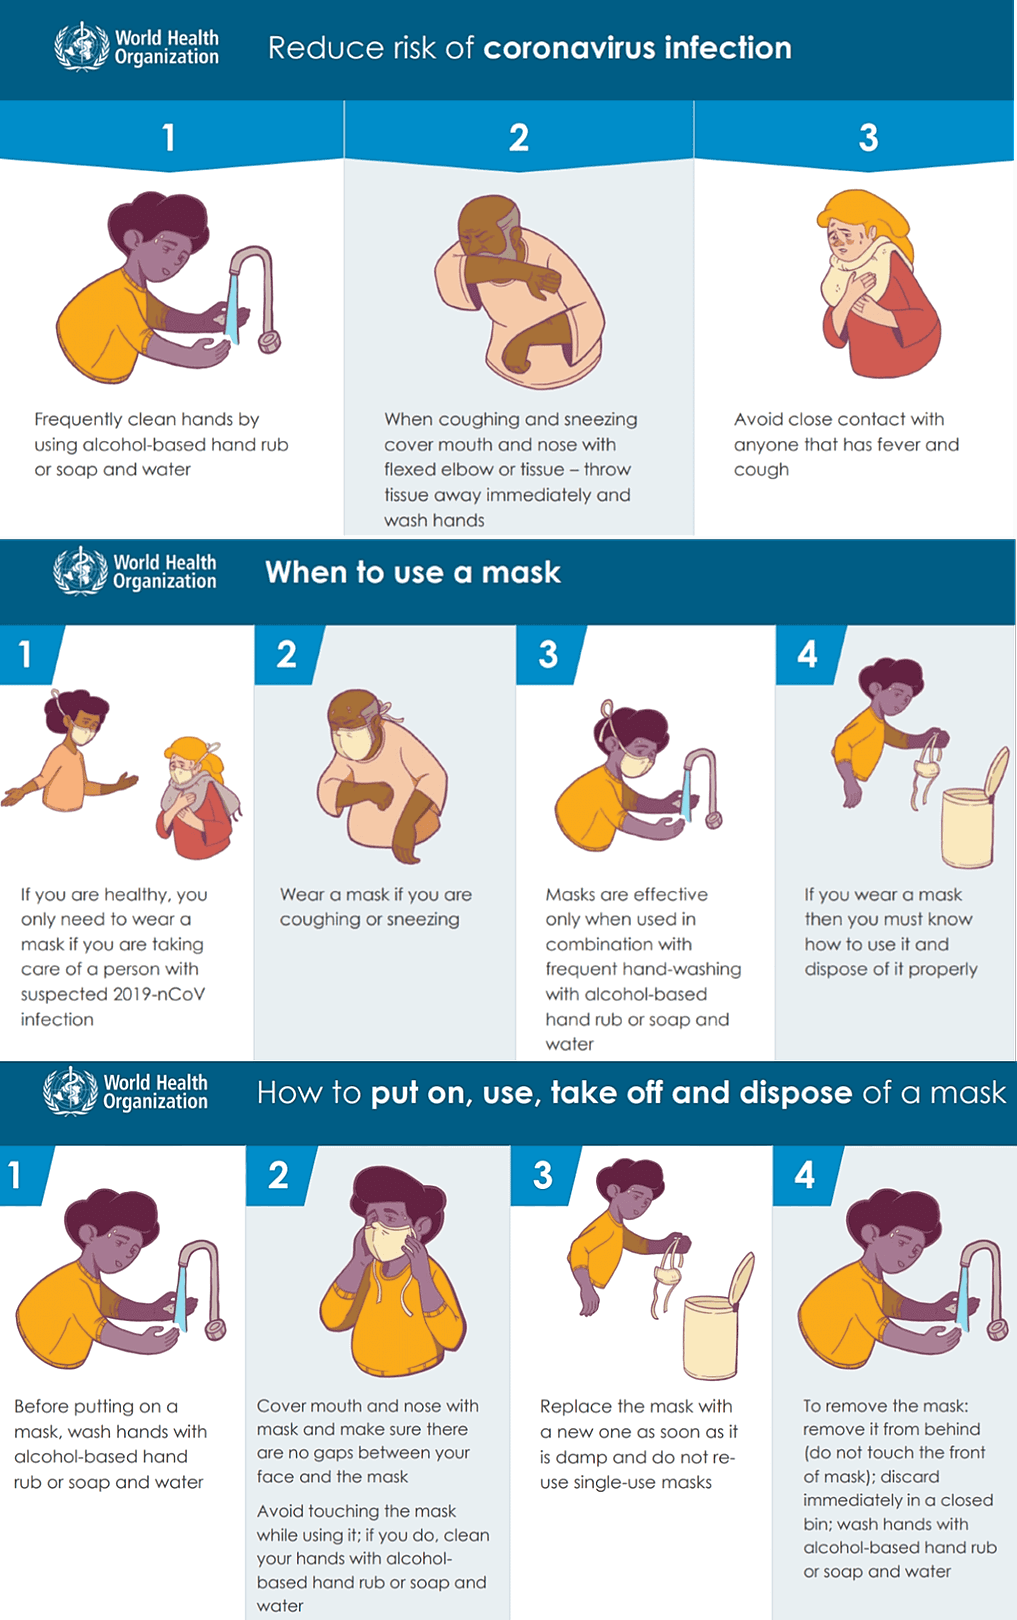 World Health
Organization
Reduce risk of coronavirus infection
1
2
3
Frequently clean hands by
using alcohol-based hand rub
or soap and water
When coughing and sneezing
cover mouth and nose with
flexed elbow or tissue – throw
tissue away immediately and
wash hands
Avoid close contact with
anyone that has fever and
cough
World Health
Organization
When to use a mask
1
2
3
4
If you are healthy, you
only need to wear a
mask if you are taking
care of a person with
suspected 2019-nCoV
infection
Wear a mask if you are
coughing or sneezing
Masks are effective
only when used in
combination with
frequent hand-washing
with alcohol-based
hand rub or soap and
water
If you wear a mask
then you must know
how to use it and
dispose of it properly
World Health
Organization
How to put on, use, take off and dispose of a mask
1
2
3
4
Before putting on a
mask, wash hands with
alcohol-based hand
rub or soap and water
Cover mouth and nose with
mask and make sure there
are no gaps between your
face and the mask
Avoid touching the mask
while using it; if you do, clean
your hands with alcohol-
based hand rub or soap and
water
Replace the mask with
a new one as soon as it
is damp and do not re-
use single-use masks
To remove the mask:
remove it from behind
(do not touch the front
of mask); discard
immediately in a closed
bin; wash hands with
alcohol-based hand rub
or soap and water